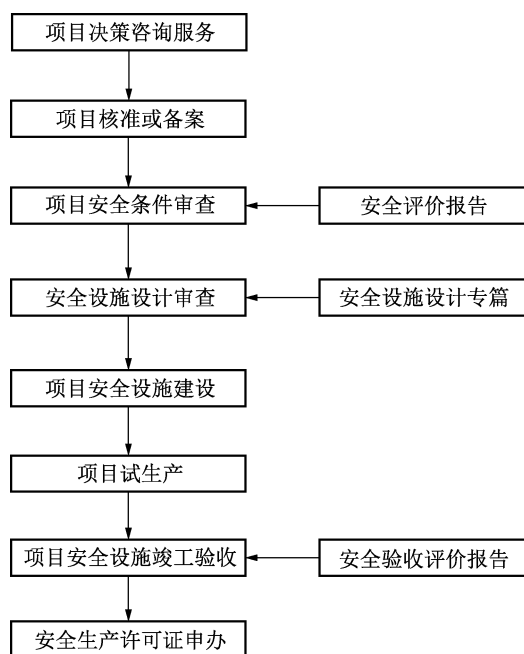 项目决策咨询服务
项目核准或备案
项目安全条件审查
安全评价报告
安全设施设计审查
安全设施设计专篇
项目安全设施建设
项目试生产
项目安全设施竣工验收
安全验收评价报告
安全生产许可证申办